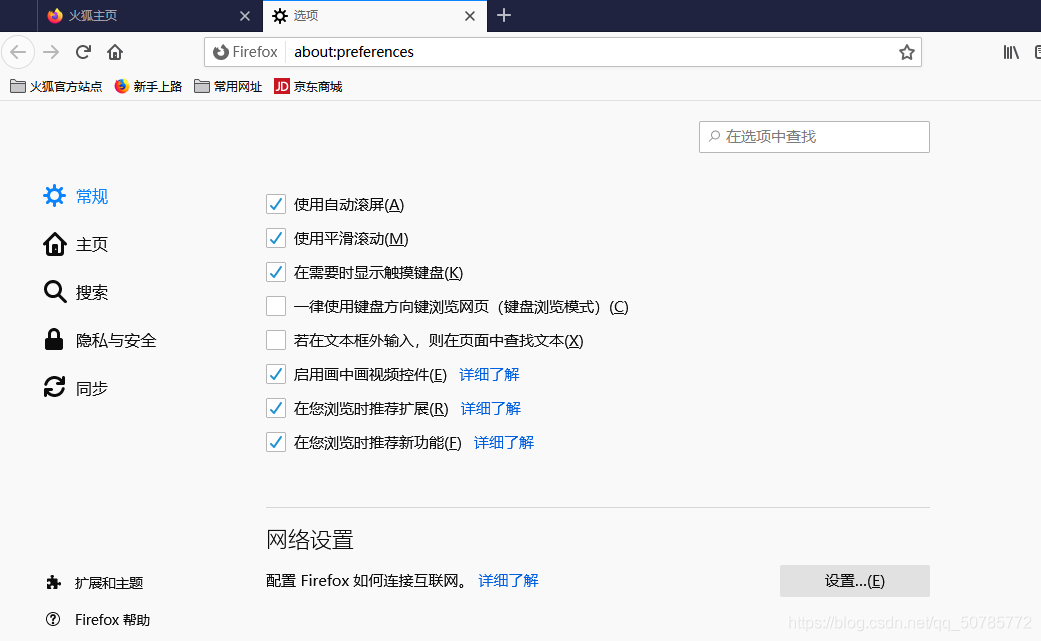 火狐主页
选项
Firefox about:preferences
火狐官方站点 新手上路 常用网址 JD 京东商城
在选项中查找
常规
主页
搜索
隐私与安全
同步
使用自动滚屏(A)
使用平滑滚动(M)
在需要时显示触摸键盘(K)
一律使用键盘方向键浏览网页（键盘浏览模式）(C)
若在文本框外输入，则在页面中查找文本(X)
启用画中画视频控件(E) 详细了解
在您浏览时推荐扩展(R) 详细了解
在您浏览时推荐新功能(F) 详细了解
网络设置
配置 Firefox 如何连接互联网。 详细了解
设置...(E)
扩展和主题
Firefox 帮助
https://blog.csdn.net/qq_50785772